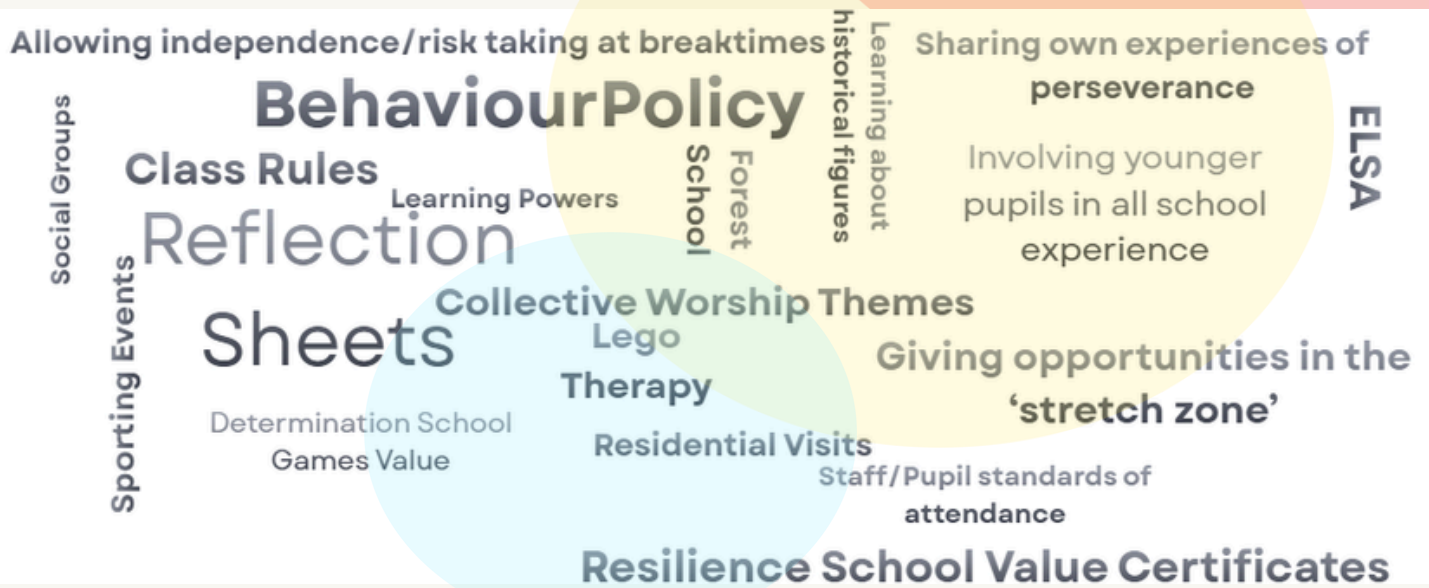 Allowing independence/risk taking at breaktimes
BehaviourPolicy
historical figures
Learning about
Sharing own experiences of
perseverance
ELSA
Social Groups
Class Rules
Learning Powers
School
Forest
Involving younger
pupils in all school
experience
Reflection
Sheets
Sporting Events
Collective Worship Themes
Lego
Therapy
Giving opportunities in the
‘stretch zone’
Determination School
Games Value
Residential Visits
Staff/Pupil standards of
attendance
Resilience School Value Certificates